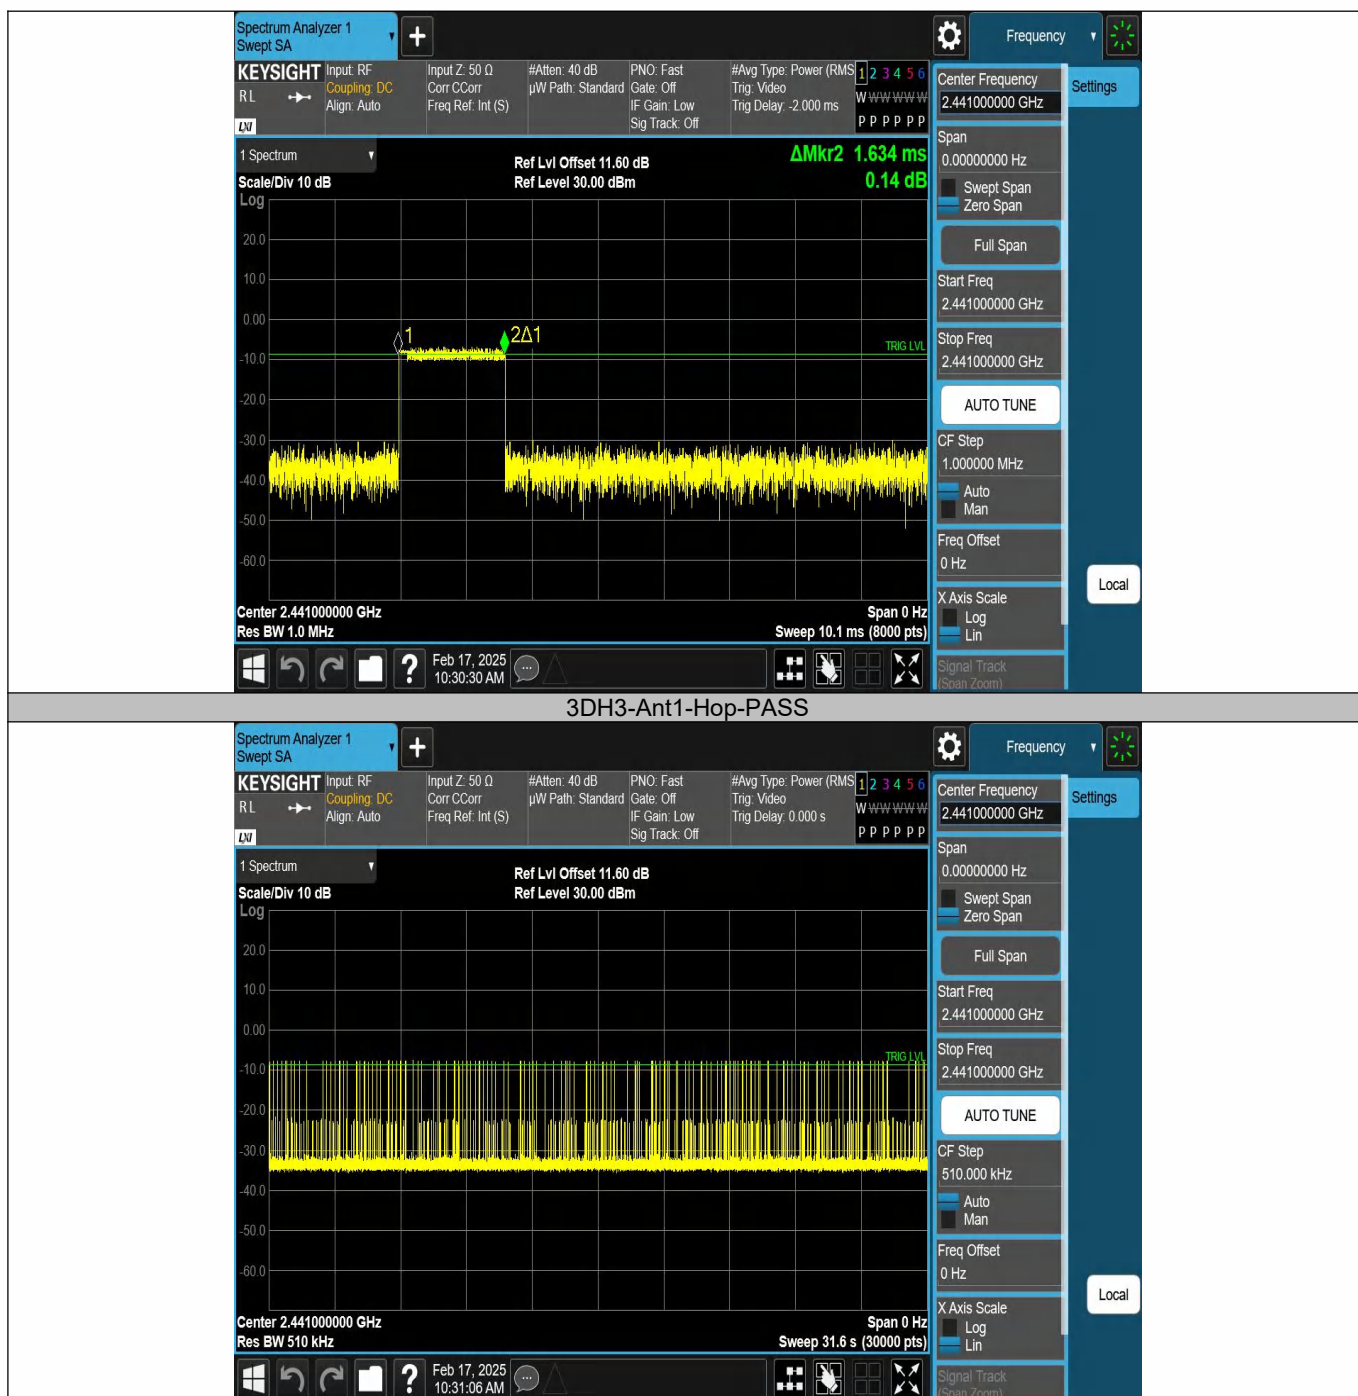 Spectrum Analyzer 1
Swept SA
+
Frequency
KEYSIGHT
RL
LXI
Input: RF
Coupling: DC
Align: Auto
Input Z: 50 Ω
Corr CCorr
Freq Ref: Int (S)
#Atten: 40 dB
µW Path: Standard
PNO: Fast
Gate: Off
IF Gain: Low
Sig Track: Off
#Avg Type: Power (RMS
Trig: Video
Trig Delay: -2.000 ms
1 2 3 4 5 6
W W W W W W
P P P P P P
Center Frequency
2.441000000 GHz
Settings
Span
0.00000000 Hz
Swept Span
Zero Span
Full Span
Start Freq
2.441000000 GHz
Stop Freq
2.441000000 GHz
AUTO TUNE
CF Step
1.000000 MHz
Auto
Man
Freq Offset
0 Hz
X Axis Scale
Log
Lin
Signal Track
(Span Zoom)
Local
1 Spectrum
Scale/Div 10 dB
Log
Ref Lvl Offset 11.60 dB
Ref Level 30.00 dBm
ΔMkr2 1.634 ms
0.14 dB
20.0
10.0
0.00
1
2Δ1
TRIG LVL
-10.0
-20.0
-30.0
-40.0
-50.0
-60.0
Center 2.441000000 GHz
Span 0 Hz
Res BW 1.0 MHz
Sweep 10.1 ms (8000 pts)
?
Feb 17, 2025
10:30:30 AM
3DH3-Ant1-Hop-PASS
Spectrum Analyzer 1
Swept SA
+
Frequency
KEYSIGHT
RL
LXI
Input: RF
Coupling: DC
Align: Auto
Input Z: 50 Ω
Corr CCorr
Freq Ref: Int (S)
#Atten: 40 dB
µW Path: Standard
PNO: Fast
Gate: Off
IF Gain: Low
Sig Track: Off
#Avg Type: Power (RMS
Trig: Video
Trig Delay: 0.000 s
1 2 3 4 5 6
W W W W W W
P P P P P P
Center Frequency
2.441000000 GHz
Settings
Span
0.00000000 Hz
Swept Span
Zero Span
Full Span
Start Freq
2.441000000 GHz
Stop Freq
2.441000000 GHz
AUTO TUNE
CF Step
510.000 kHz
Auto
Man
Freq Offset
0 Hz
X Axis Scale
Log
Lin
Signal Track
(Span Zoom)
Local
1 Spectrum
Scale/Div 10 dB
Log
Ref Lvl Offset 11.60 dB
Ref Level 30.00 dBm
20.0
10.0
0.00
TRIG LVL
-10.0
-20.0
-30.0
-40.0
-50.0
-60.0
Center 2.441000000 GHz
Span 0 Hz
Res BW 510 kHz
Sweep 31.6 s (30000 pts)
?
Feb 17, 2025
10:31:06 AM